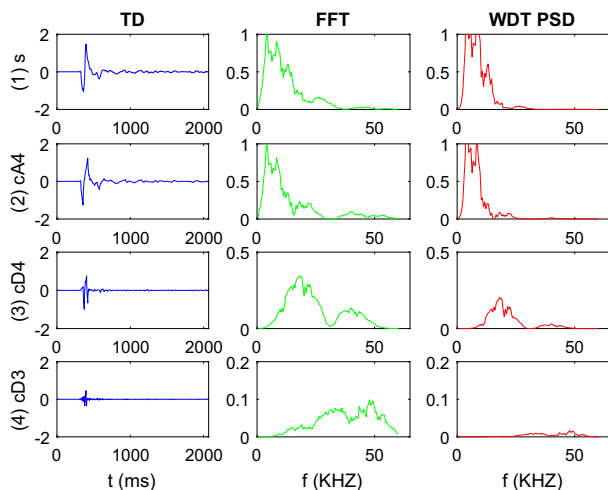 TD FFT WDT PSD
(1) s
2 1 1
0 0.5 0.5
-2 0 0
0 1000 2000 0 50 0 50
(2) cA4
2 1 1
0 0.5 0.5
-2 0 0
0 1000 2000 0 50 0 50
(3) cD4
2 0.5 0.5
0
-2 0 0
0 1000 2000 0 50 0 50
(4) cD3
2 0.2 0.2
0 0.1 0.1
-2 0 0
0 1000 2000 0 50 0 50
t (ms) f (KHZ) f (KHZ)